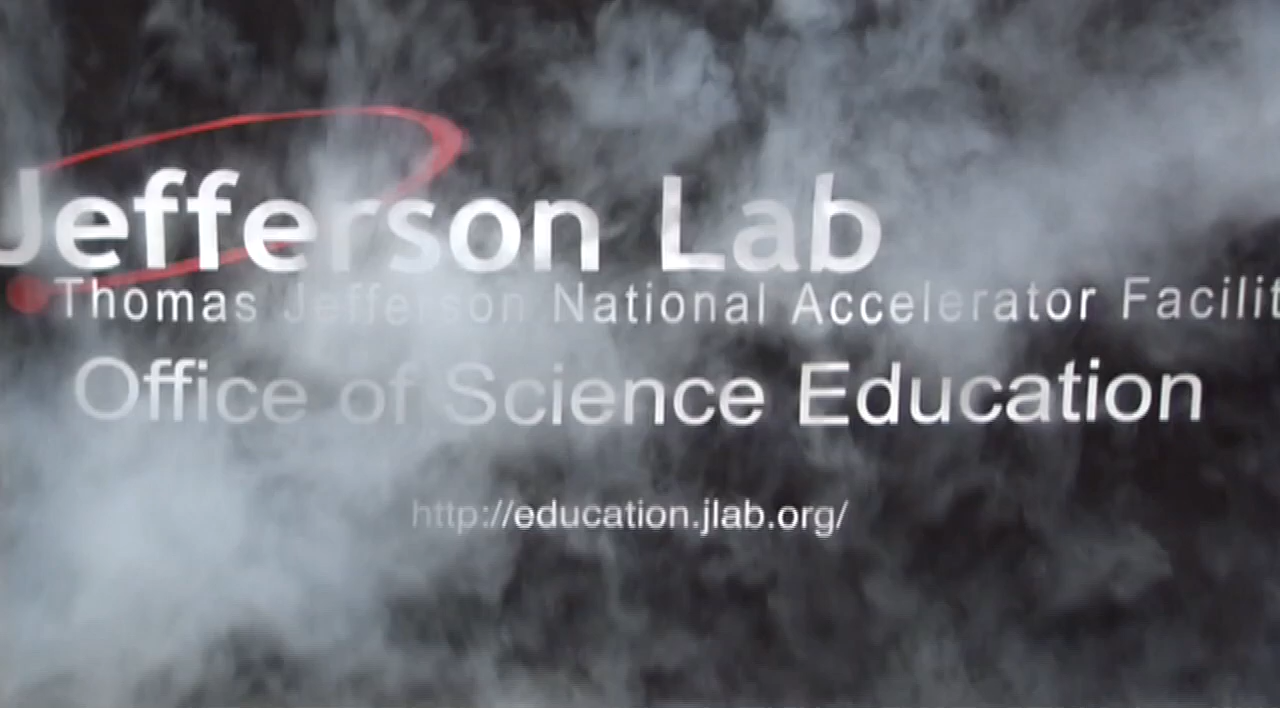 Jefferson Lab
Thomas Jefferson National Accelerator Facilit
Office of Science Education
http://education.jlab.org/